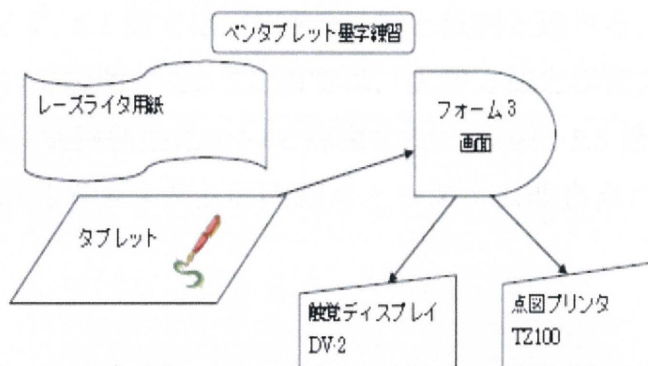 ペンタブレット墨字練習
レーズライタ用紙
フォーム3
画面
タブレット
触覚ディスプレイ
DV-2
点図プリンタ
TZ100